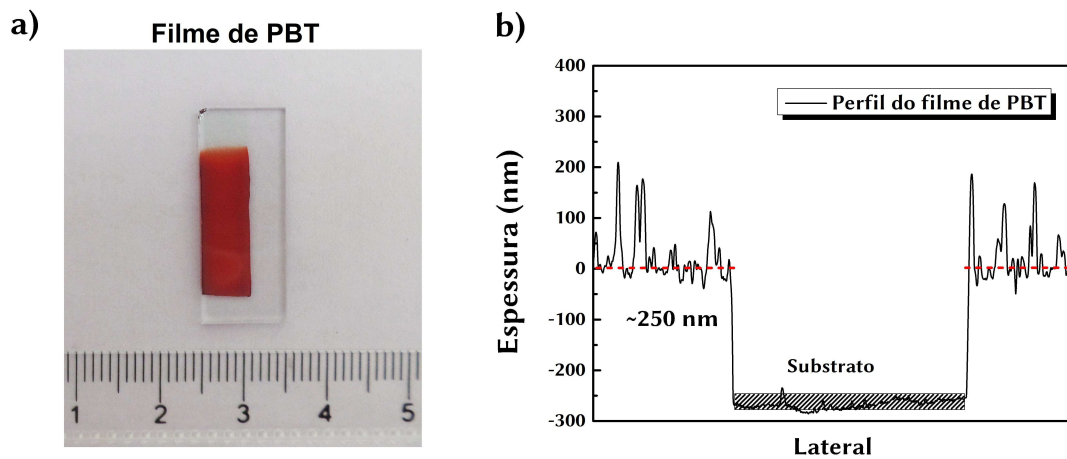 a)
Filme de PBT
1 2 3 4 5
b)
Espessura (nm)
400
300
200
100
0
-100
-200
-300
Perfil do filme de PBT
~250 nm
Substrato
Lateral